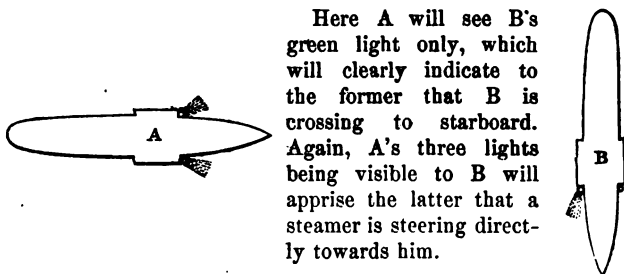 Here A will see B's
green light only, which
will clearly indicate to
the former that B is
crossing to starboard.
Again, A's three lights
being visible to B will
apprise the latter that a
steamer is steering direct-
ly towards him.
A
B